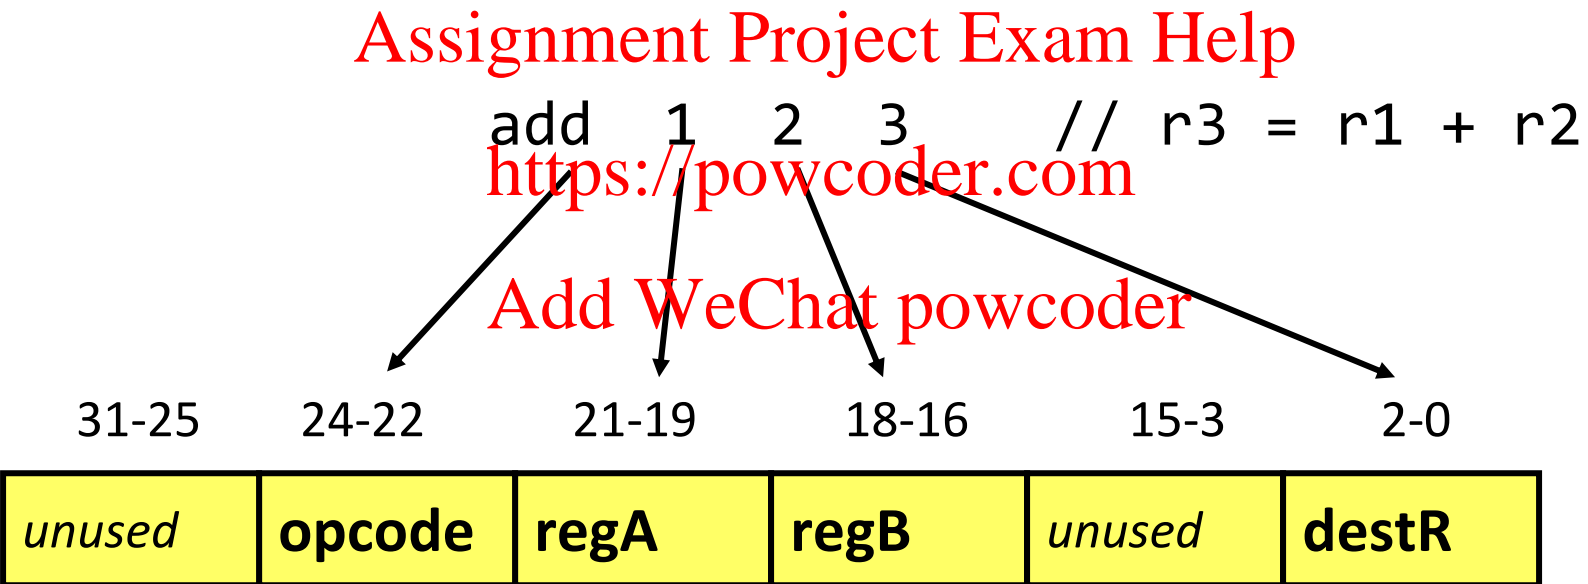 Assignment Project Exam Help
add 1 2 3 // r3 = r1 + r2
https://powcoder.com
Add WeChat powcoder
31-25 24-22 21-19 18-16 15-3 2-0
unused opcode regA regB unused destR